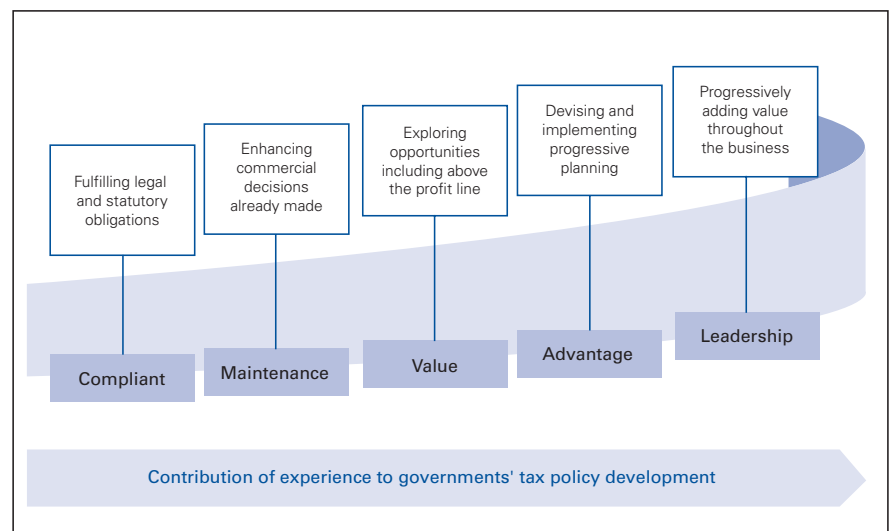 Fulfilling legal
and statutory
obligations
Enhancing
commercial
decisions
already made
Exploring
opportunities
including above
the profit line
Devising and
implementing
progressive
planning
Progressively
adding value
throughout
the business
Compliant
Maintenance
Value
Advantage
Leadership
Contribution of experience to governments' tax policy development